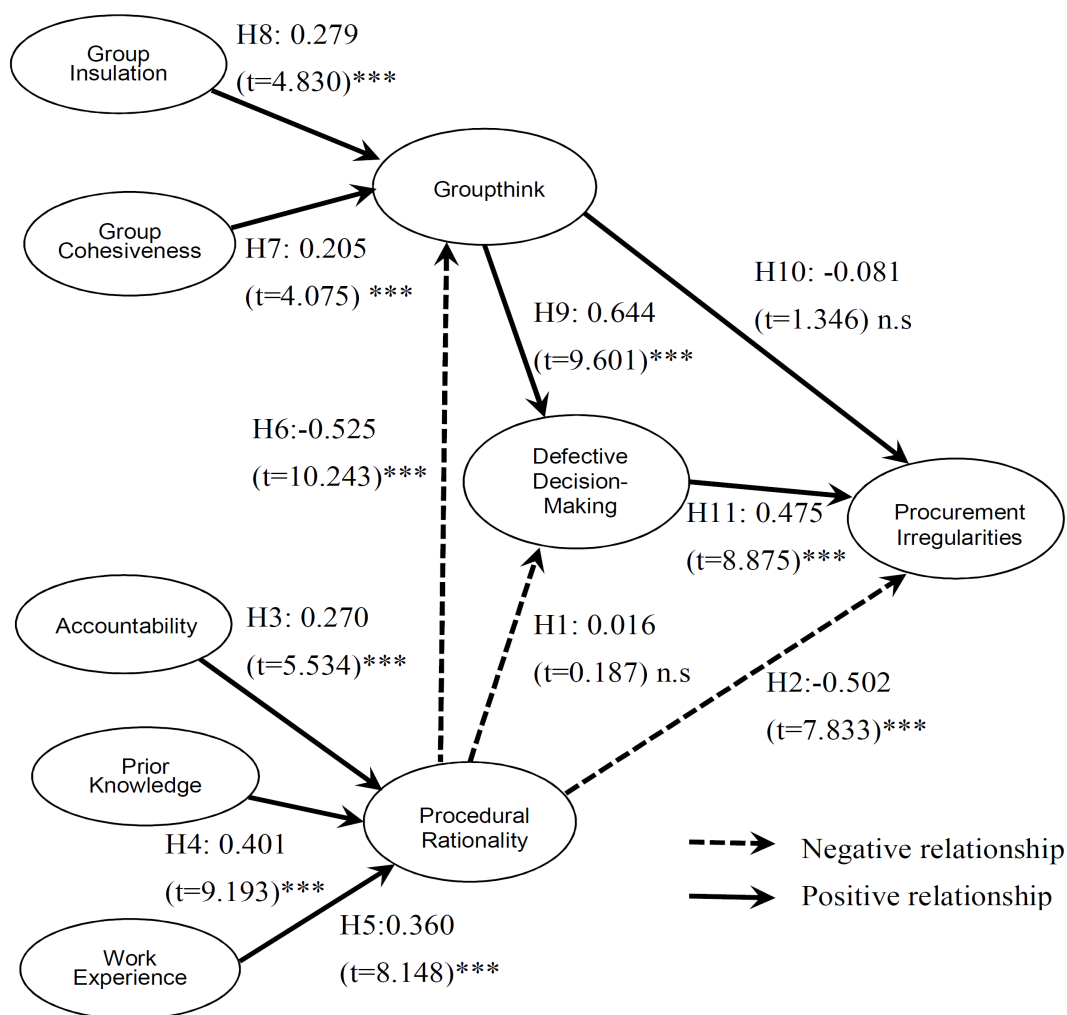 Group
Insulation
H8: 0.279
(t=4.830)***
Groupthink
Group
Cohesiveness
H7: 0.205
(t=4.075) ***
H10: -0.081
(t=1.346) n.s
H9: 0.644
(t=9.601)***
H6:-0.525
(t=10.243)***
Defective
Decision-
Making
H11: 0.475
(t=8.875)***
Procurement
Irregularities
Accountability
H3: 0.270
(t=5.534)***
H1: 0.016
(t=0.187) n.s
H2:-0.502
(t=7.833)***
Prior
Knowledge
H4: 0.401
(t=9.193)***
Procedural
Rationality
Work
Experience
H5:0.360
(t=8.148)***
Negative relationship
Positive relationship